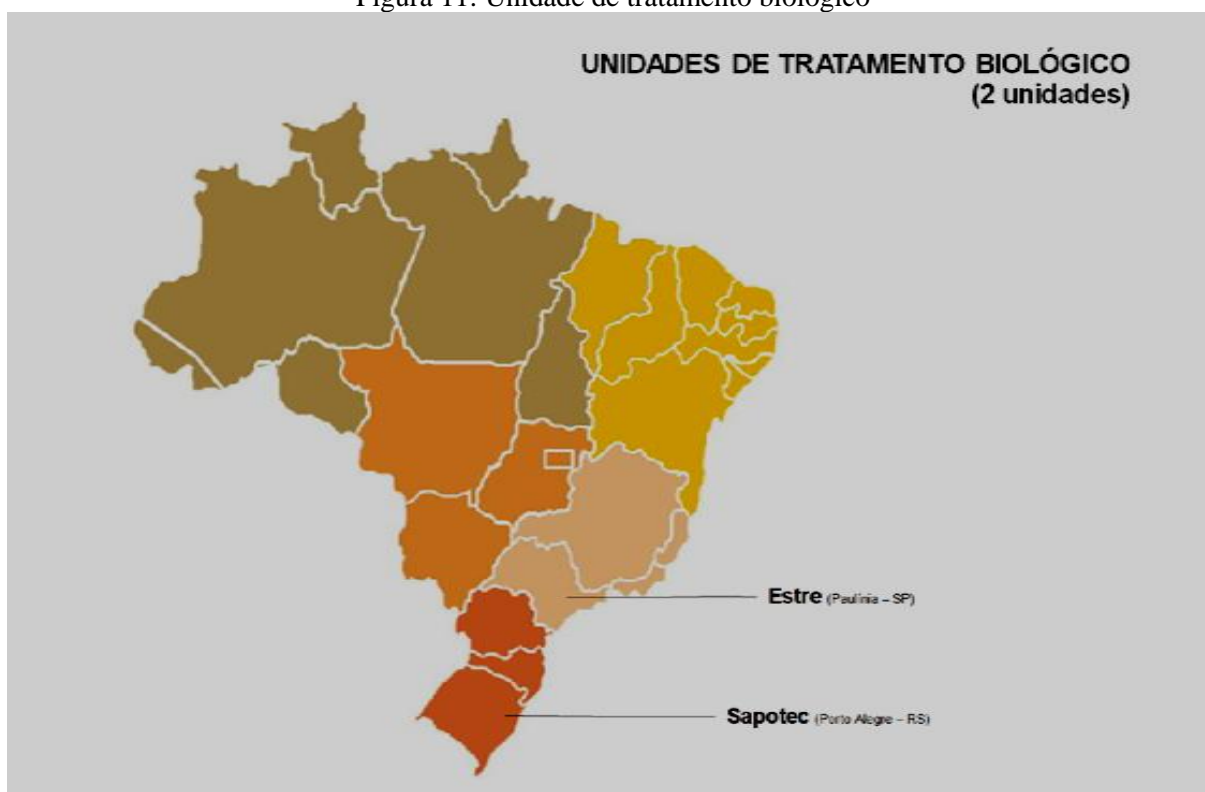 Figura 11: Unidade de tratamento biológico
UNIDADES DE TRATAMENTO BIOLÓGICO
(2 unidades)
Estre (Paulínia – SP)
Sapotec (Porto Alegre – RS)